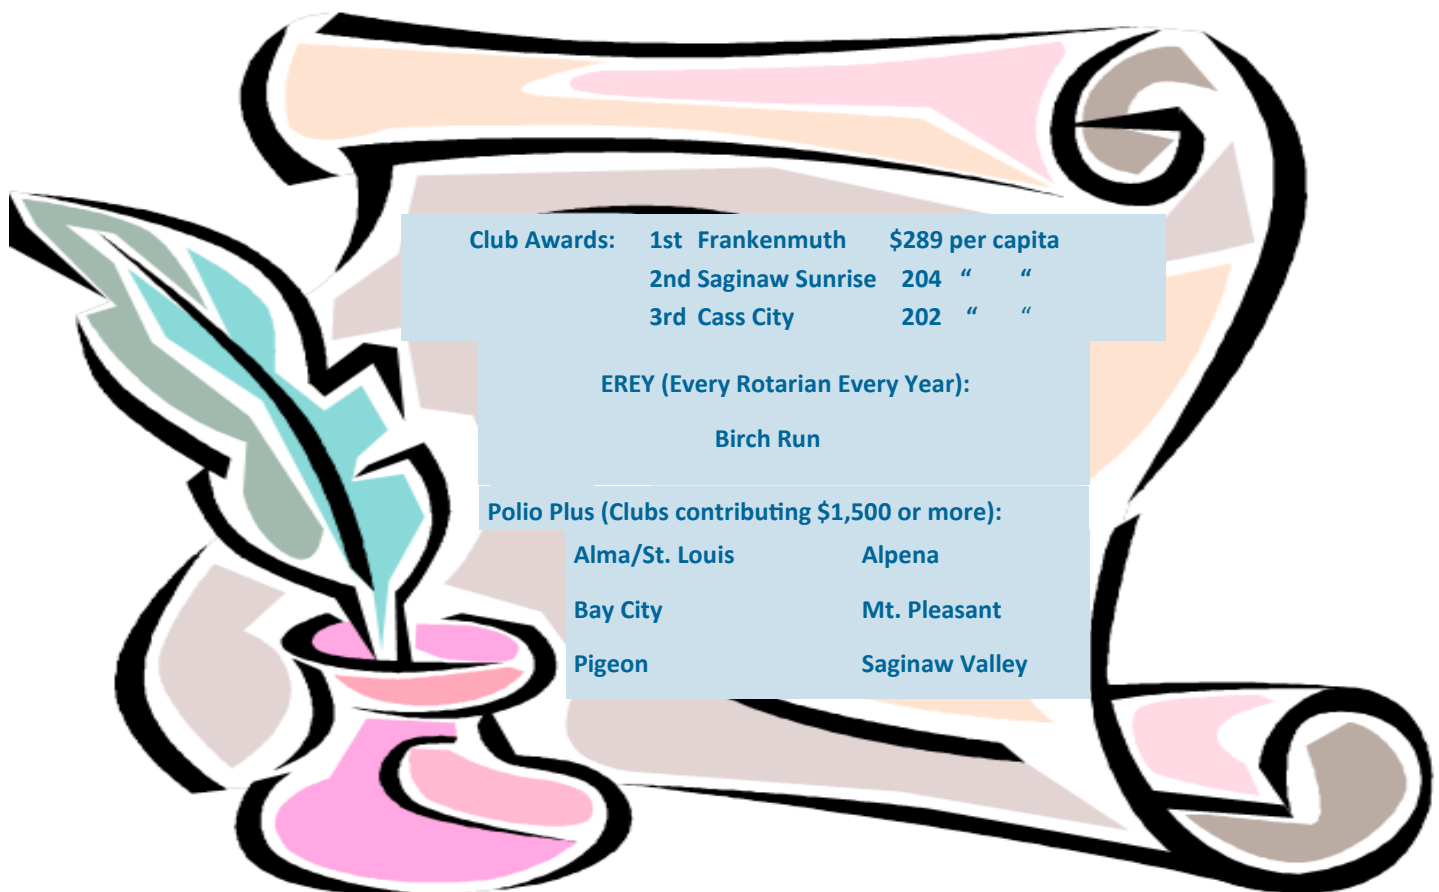 Club Awards: 1st Frankenmuth $289 per capita
2nd Saginaw Sunrise 204 “ “
3rd Cass City 202 “ “
EREY (Every Rotarian Every Year):
Birch Run
Polio Plus (Clubs contributing $1,500 or more):
Alma/St. Louis Alpena
Bay City Mt. Pleasant
Pigeon Saginaw Valley